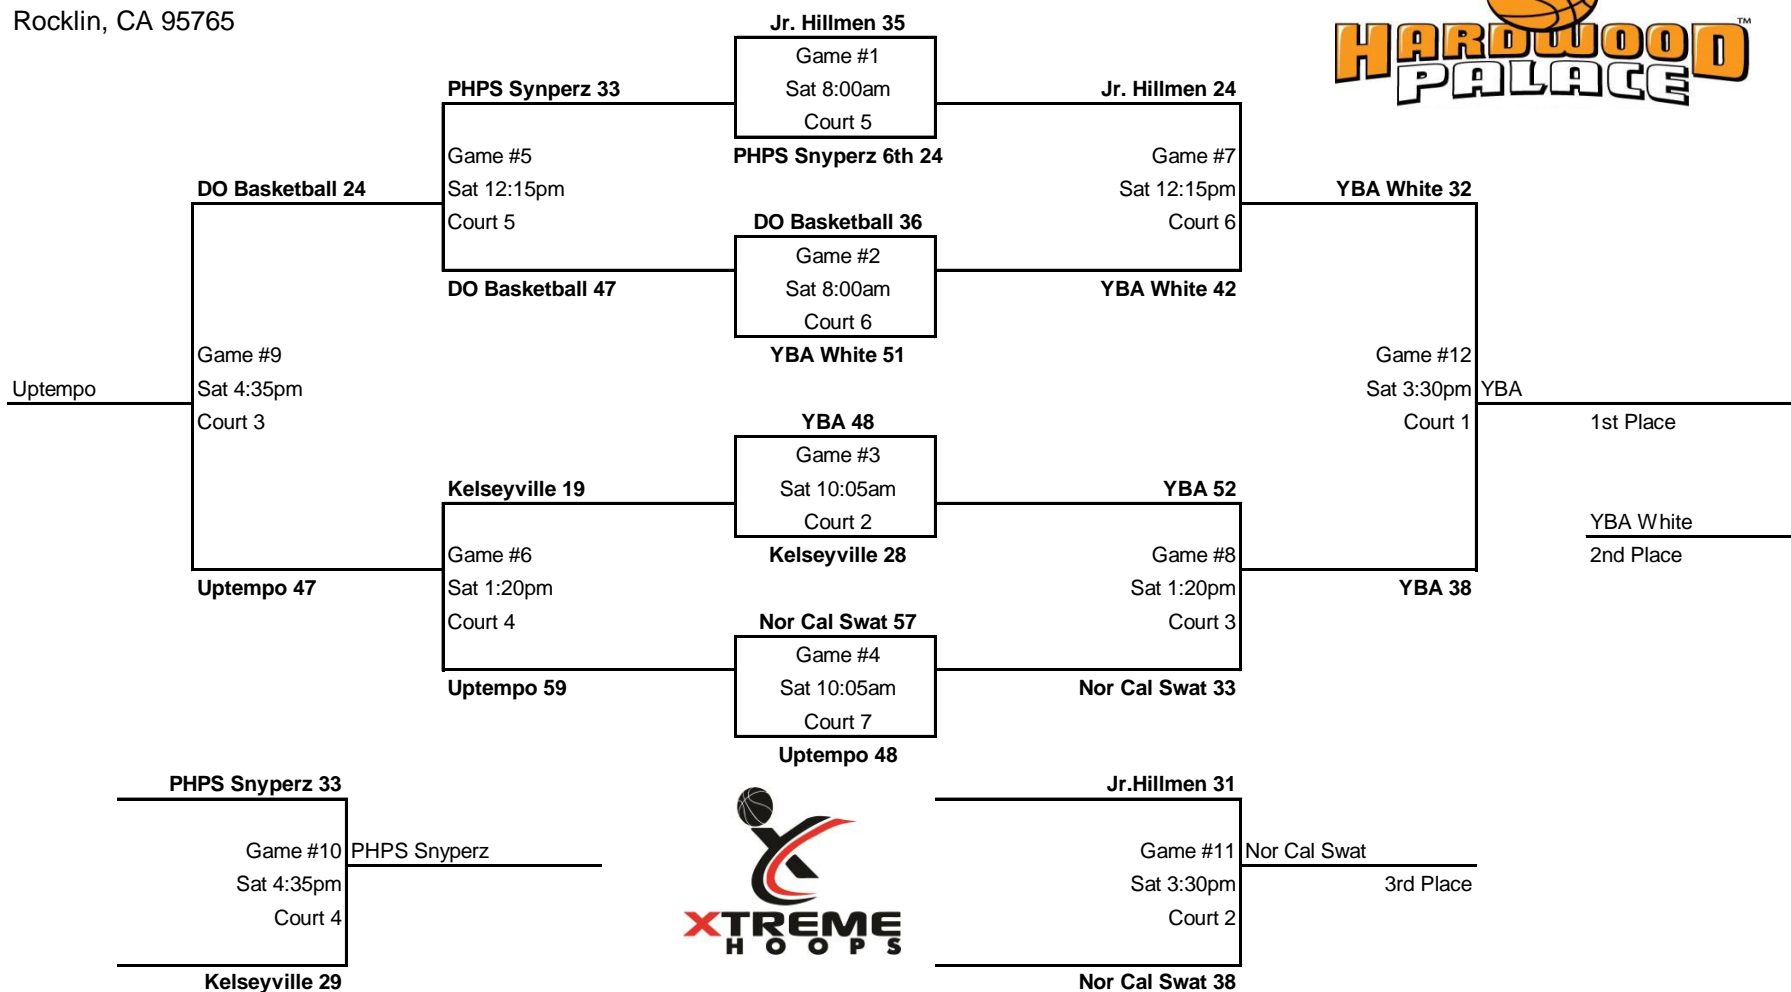 Rocklin, CA 95765
HARDWOOD
PALACE
TM
Jr. Hillmen 35
Game #1
Sat 8:00am
Court 5
PHPS Snyperz 6th 24
PHPS Synperz 33
Game #5
Sat 12:15pm
Court 5
DO Basketball 47
Jr. Hillmen 24
Game #7
Sat 12:15pm
Court 6
YBA White 42
DO Basketball 36
Game #2
Sat 8:00am
Court 6
YBA White 51
DO Basketball 24
Game #9
Sat 4:35pm
Court 3
Uptempo 47
Uptempo
YBA White 32
Game #12
Sat 3:30pm
Court 1
YBA 38
YBA
1st Place
YBA White
2nd Place
YBA 48
Game #3
Sat 10:05am
Court 2
Kelseyville 28
Kelseyville 19
Game #6
Sat 1:20pm
Court 4
Uptempo 59
YBA 52
Game #8
Sat 1:20pm
Court 3
Nor Cal Swat 33
Nor Cal Swat 57
Game #4
Sat 10:05am
Court 7
Uptempo 48
PHPS Snyperz 33
Game #10
Sat 4:35pm
Court 4
Kelseyville 29
PHPS Snyperz
XTREME
HOOPS
Jr.Hillmen 31
Game #11
Sat 3:30pm
Court 2
Nor Cal Swat 38
Nor Cal Swat
3rd Place